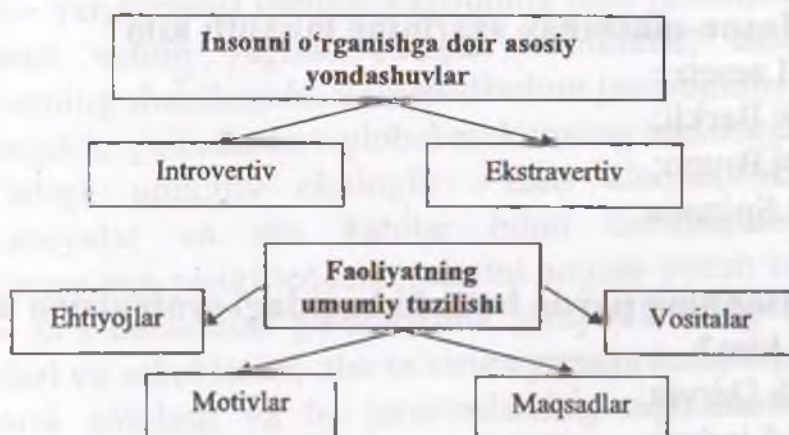 Insonni o‘rganishga doir asosiy
yondashuvlar
Introvertiv
Ekstravertiv
Faoliyatning
umumiy tuzilishi
Ehtiyojlar
Vositalar
Motivlar
Maqsadlar